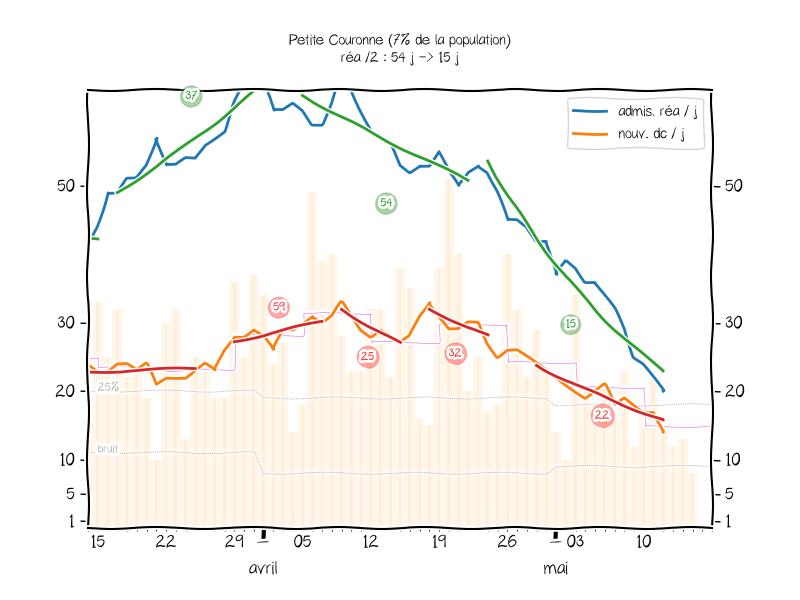 Petite Couronne (7% de la population)
réa /2 : 54 j -> 15 j
admis. réa / j
nouv. dc / j
37
54
59
25
32
15
22
25%
bruit
50
30
20
10
5
1
50
30
20
10
5
1
15 22 29 05 12 19 26 03 10
avril mai